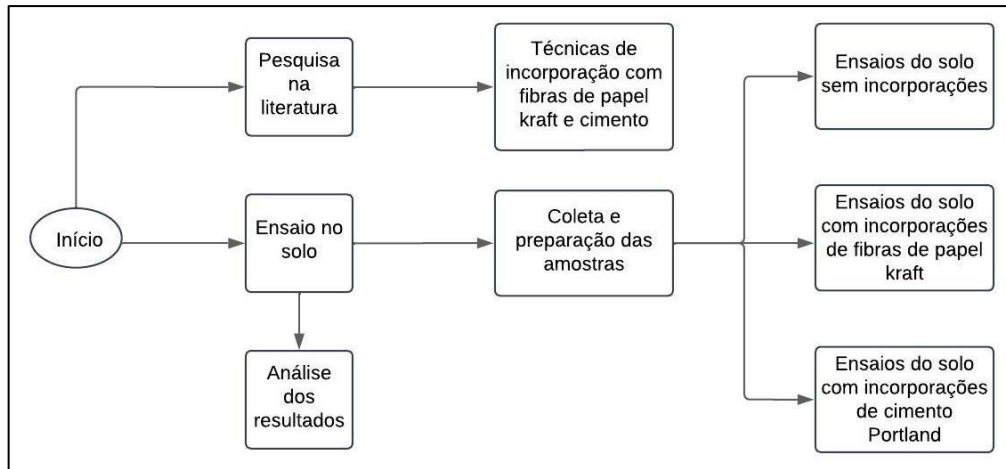 Pesquisa
na
literatura
Técnicas de
incorporação com
fibras de papel
kraft e cimento
Ensaios do solo
sem incorporações
Início
Ensaio no
solo
Coleta e
preparação das
amostras
Ensaios do solo
com incorporações
de fibras de papel
kraft
Análise
dos
resultados
Ensaios do solo
com incorporações
de cimento
Portland